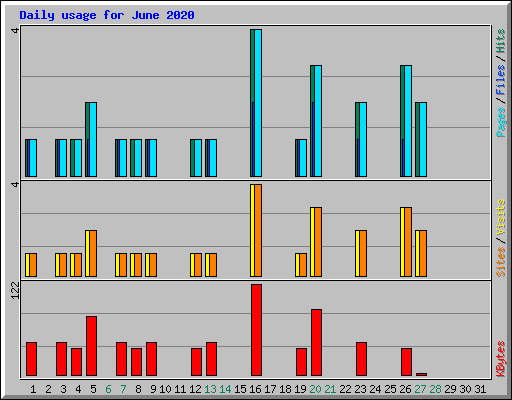 Daily usage for June 2020
4
Pages / Files / Hits
4
Sites / Visits
122
KBytes
1 2 3 4 5 6 7 8 9 10 11 12 13 14 15 16 17 18 19 20 21 22 23 24 25 26 27 28 29 30 31